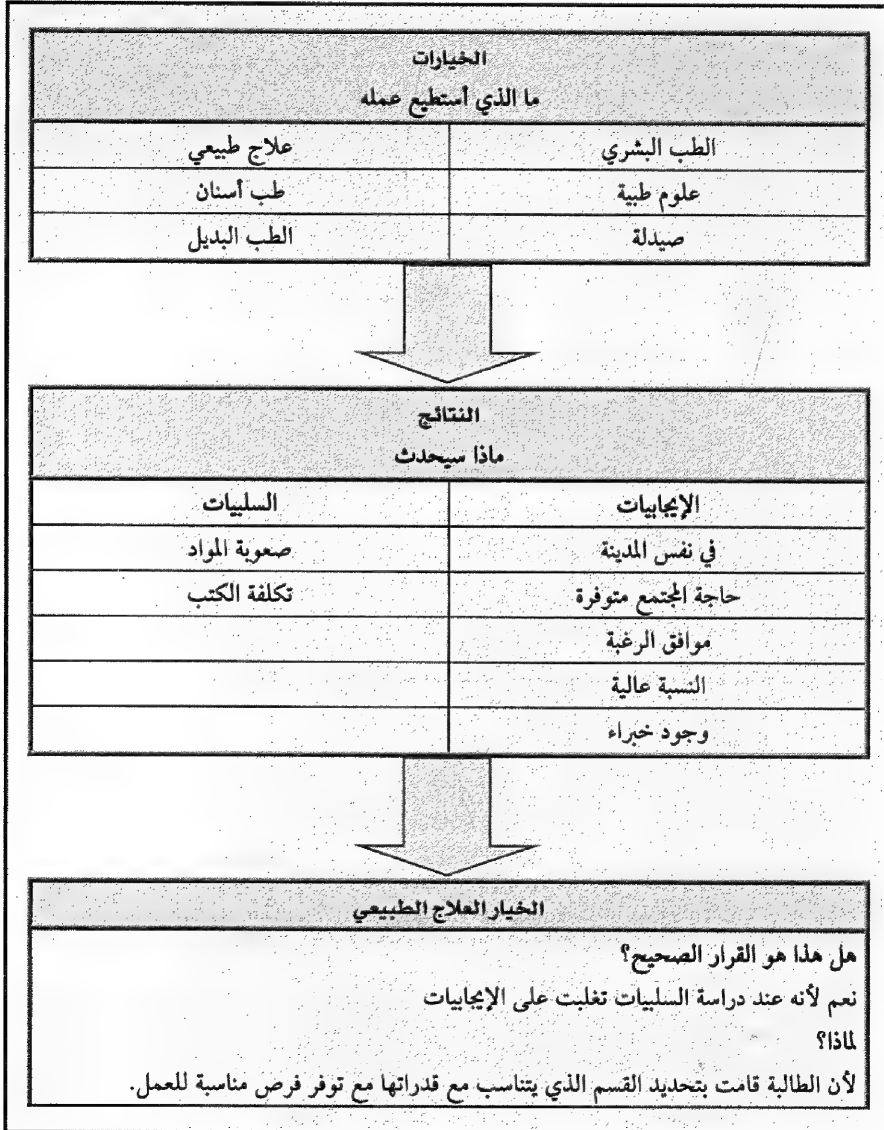 الخيارات
ما الذي أستطيع عمله
الطب البشري علاج طبيعي
علوم طبية طب أسنان
صيدلة الطب البديل
النتائج
ماذا سيحدث
الإيجابيات السلبيات
في نفس المدينة صعوبة المواد
حاجة المجتمع متوفرة تكلفة الكتب
موافق الرغبة
النسبة عالية
وجود خبراء
الخيار العلاج الطبيعي
هل هذا هو القرار الصحيح؟
نعم لأنه عند دراسة السلبيات تغلبت على الإيجابيات
لماذا؟
لأن الطالبة قامت بتحديد القسم الذي يتناسب مع قدراتها مع توفر فرص مناسبة للعمل.